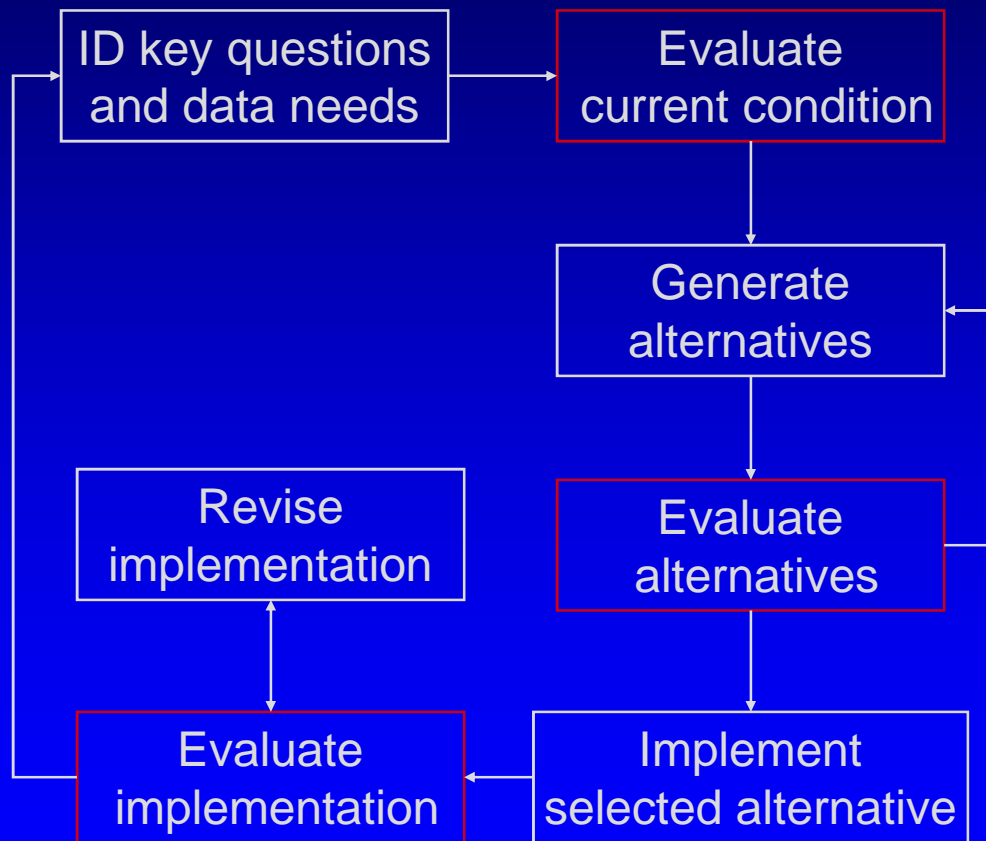 ID key questions
and data needs
Evaluate
current condition
Generate
alternatives
Revise
implementation
Evaluate
alternatives
Evaluate
implementation
Implement
selected alternative